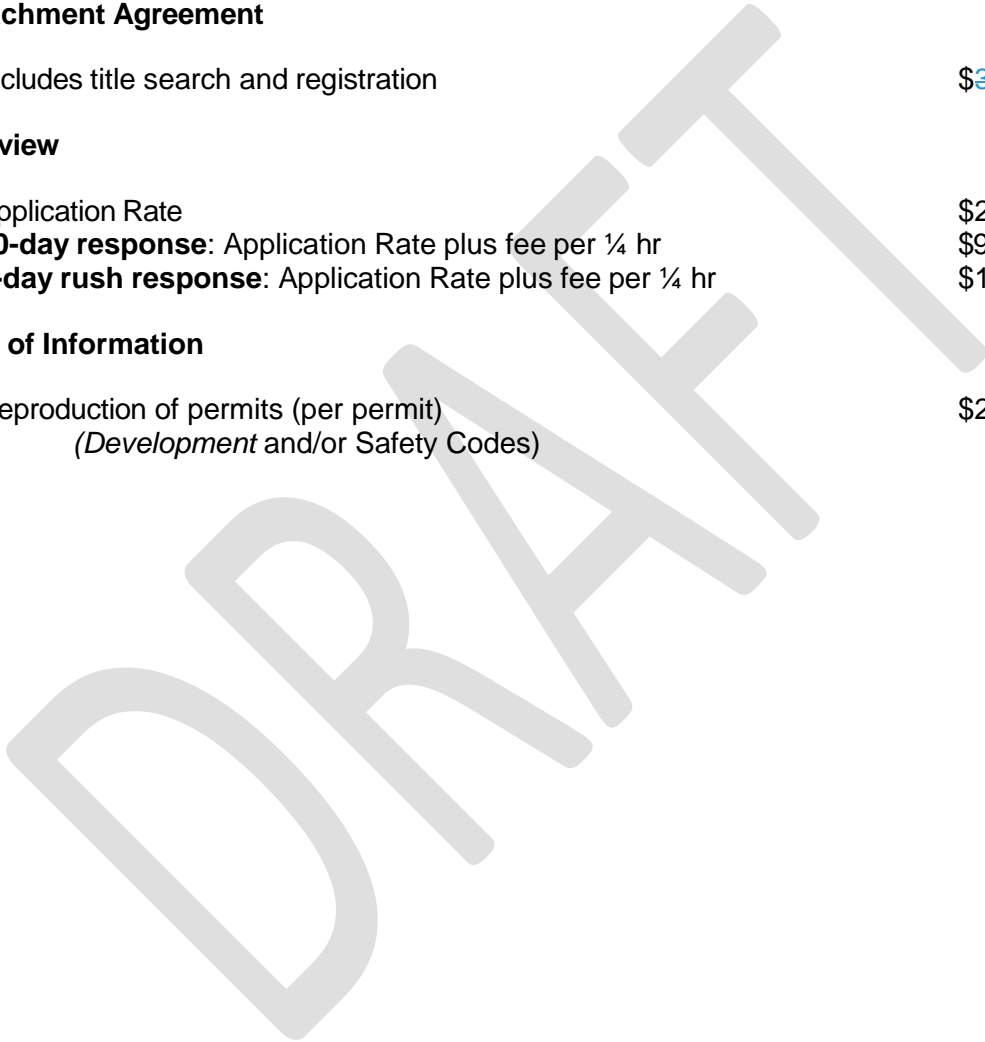 chment Agreement
cludes title search and registration $3
view
pplication Rate $2
0-day response: Application Rate plus fee per ¼ hr $9
-day rush response: Application Rate plus fee per ¼ hr $1
of Information
eproduction of permits (per permit) $2
(Development and/or Safety Codes)
DRAFT